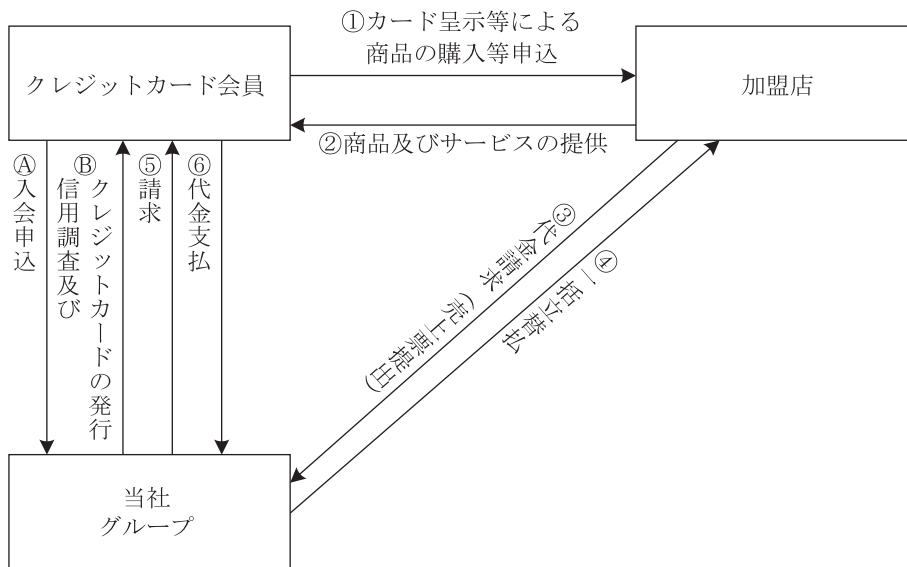 ①カード呈示等による
商品の購入等申込
クレジットカード会員
加盟店
②商品及びサービスの提供
Ⓐ入会申込
Ⓑクレジットカードの発行
信用調査及び
⑤請求
⑥代金支払
③代金請求
(売上票提出)
④一括立替払
当社
グループ